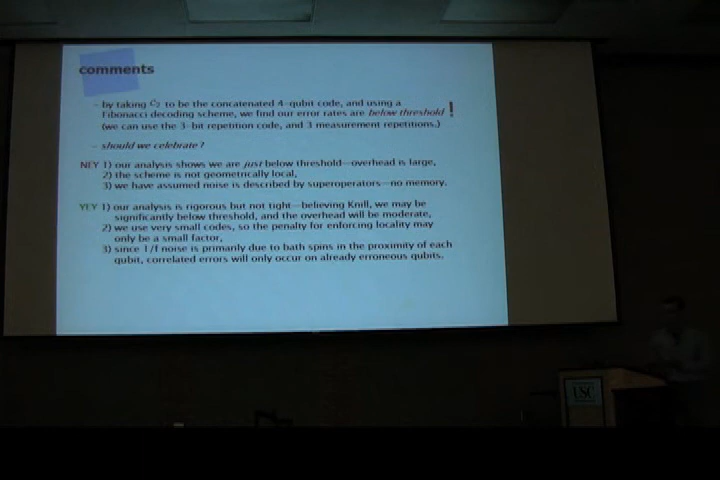 comments
- by taking C2 to be the concatenated 4-qubit code, and using a
Fibonacci decoding scheme, we find our error rates are below threshold !
(we can use the 3-bit repetition code, and 3 measurement repetitions.)
- should we celebrate ?
NEY 1) our analysis shows we are just below threshold—overhead is large,
2) the scheme is not geometrically local,
3) we have assumed noise is described by superoperators—no memory.
YEY 1) our analysis is rigorous but not tight—believing Knill, we may be
significantly below threshold, and the overhead will be moderate,
2) we use very small codes, so the penalty for enforcing locality may
only be a small factor,
3) since 1/f noise is primarily due to bath spins in the proximity of each
qubit, correlated errors will only occur on already erroneous qubits.
USC